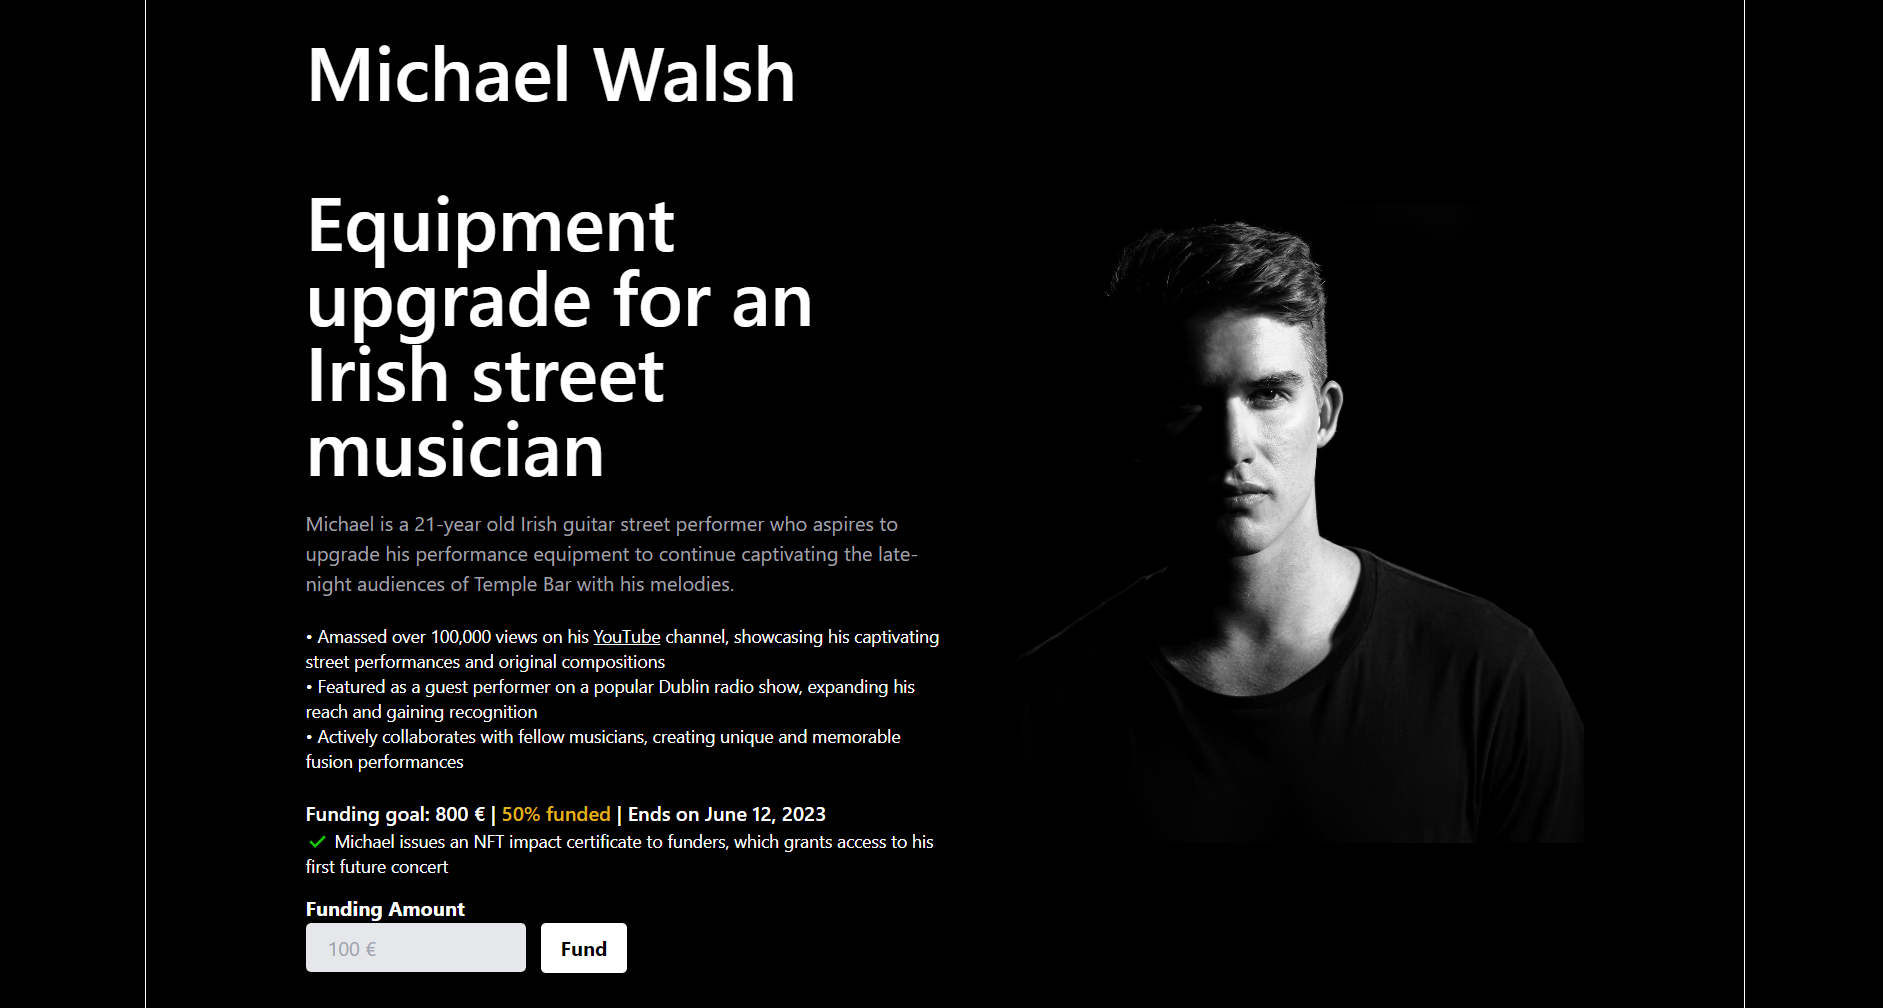 Michael Walsh
Equipment
upgrade for an
Irish street
musician
Michael is a 21-year old Irish guitar street performer who aspires to
upgrade his performance equipment to continue captivating the late-
night audiences of Temple Bar with his melodies.
• Amassed over 100,000 views on his YouTube channel, showcasing his captivating
street performances and original compositions
• Featured as a guest performer on a popular Dublin radio show, expanding his
reach and gaining recognition
• Actively collaborates with fellow musicians, creating unique and memorable
fusion performances
Funding goal: 800 € | 50% funded | Ends on June 12, 2023
✓ Michael issues an NFT impact certificate to funders, which grants access to his
first future concert
Funding Amount
100 €
Fund